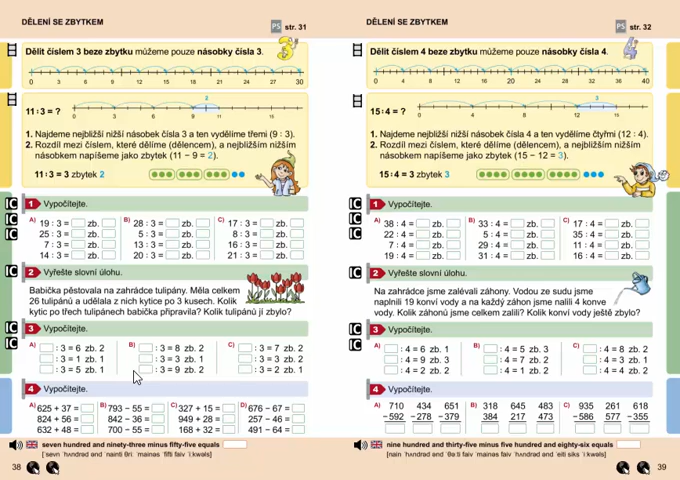 DĚLENÍ SE ZBYTKEM
PS str. 31
Dělit číslem 3 beze zbytku můžeme pouze násobky čísla 3.
3
0 3 6 9 12 15 18 21 24 27 30
11 : 3 = ?
2
0 3 6 9 11 15
1. Najdeme nejbližší nižší násobek čísla 3 a ten vydělíme třemi (9 : 3).
2. Rozdíl mezi číslem, které dělíme (dělencem), a nejbližším nižším
násobkem napíšeme jako zbytek (11 − 9 = 2).
11 : 3 = 3 zbytek 2
1 Vypočítejte.
A) 19 : 3 = zb. B) 28 : 3 = zb. C) 17 : 3 = zb.
25 : 3 = zb. 5 : 3 = zb. 8 : 3 = zb.
7 : 3 = zb. 13 : 3 = zb. 16 : 3 = zb.
14 : 3 = zb. 20 : 3 = zb. 21 : 3 = zb.
2 Vyřešte slovní úlohu.
Babička pěstovala na zahrádce tulipány. Měla celkem
26 tulipánů a udělala z nich kytice po 3 kusech. Kolik
kytic po třech tulipánech babička připravila? Kolik tulipánů jí zbylo?
3 Vypočítejte.
A) : 3 = 6 zb. 2 B) : 3 = 8 zb. 2 C) : 3 = 7 zb. 2
: 3 = 1 zb. 1 : 3 = 3 zb. 1 : 3 = 3 zb. 2
: 3 = 5 zb. 1 : 3 = 9 zb. 2 : 3 = 2 zb. 1
4 Vypočítejte.
A) 625 + 37 = B) 793 − 55 = C) 327 + 15 = D) 676 − 67 =
824 + 56 = 842 − 36 = 949 + 28 = 257 − 46 =
632 + 48 = 700 − 55 = 168 + 32 = 491 − 64 =
seven hundred and ninety-three minus fifty-five equals
38
DĚLENÍ SE ZBYTKEM
PS str. 32
Dělit číslem 4 beze zbytku můžeme pouze násobky čísla 4.
4
0 4 8 12 16 20 24 28 32 36 40
15 : 4 = ?
3
0 4 8 12 15
1. Najdeme nejbližší nižší násobek čísla 4 a ten vydělíme čtyřmi (12 : 4).
2. Rozdíl mezi číslem, které dělíme (dělencem), a nejbližším nižším
násobkem napíšeme jako zbytek (15 − 12 = 3).
15 : 4 = 3 zbytek 3
1 Vypočítejte.
A) 38 : 4 = zb. B) 33 : 4 = zb. C) 17 : 4 = zb.
22 : 4 = zb. 5 : 4 = zb. 35 : 4 = zb.
7 : 4 = zb. 29 : 4 = zb. 11 : 4 = zb.
19 : 4 = zb. 31 : 4 = zb. 16 : 4 = zb.
2 Vyřešte slovní úlohu.
Na zahrádce jsme zalévali záhony. Vodou ze sudu jsme
naplnili 19 konví vody a na každý záhon jsme nalili 4 konve
vody. Kolik záhonů jsme celkem zalili? Kolik konví vody ještě zbylo?
3 Vypočítejte.
A) : 4 = 6 zb. 1 B) : 4 = 5 zb. 3 C) : 4 = 8 zb. 2
: 4 = 9 zb. 3 : 4 = 7 zb. 2 : 4 = 3 zb. 1
: 4 = 2 zb. 2 : 4 = 1 zb. 2 : 4 = 4 zb. 2
4 Vypočítejte.
A) 710 434 651 B) 318 645 483 C) 935 261 618
−592 −278 −379 384 217 473 −586 577 −355
nine hundred and thirty-five minus five hundred and eighty-six equals
39